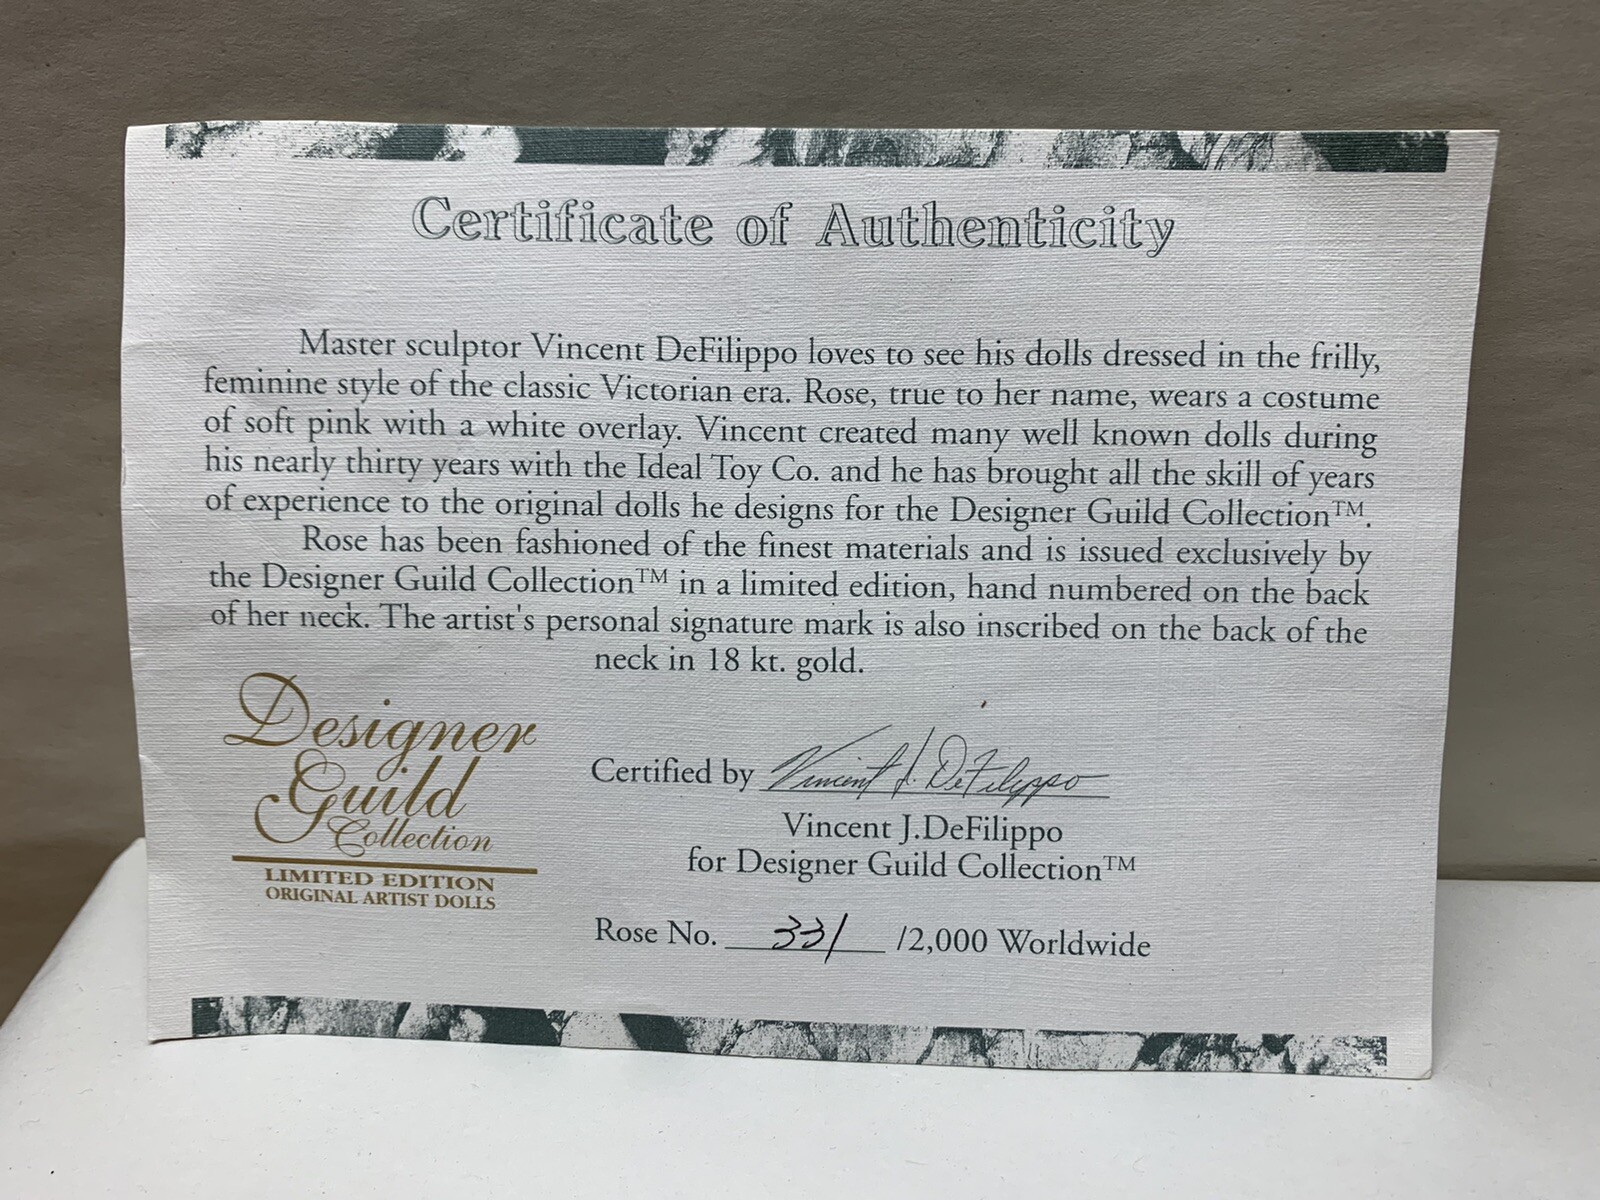 Certificate of Authenticity
Master sculptor Vincent DeFilippo loves to see his dolls dressed in the frilly,
feminine style of the classic Victorian era. Rose, true to her name, wears a costume
of soft pink with a white overlay. Vincent created many well known dolls during
his nearly thirty years with the Ideal Toy Co. and he has brought all the skill of years
of experience to the original dolls he designs for the Designer Guild Collection™.
Rose has been fashioned of the finest materials and is issued exclusively by
the Designer Guild Collection™ in a limited edition, hand numbered on the back
of her neck. The artist's personal signature mark is also inscribed on the back of the
neck in 18 kt. gold.
Designer
Guild
Collection
LIMITED EDITION
ORIGINAL ARTIST DOLLS
Certified by Vincent J. DeFilippo
Vincent J.DeFilippo
for Designer Guild Collection™
Rose No. 331 /2,000 Worldwide